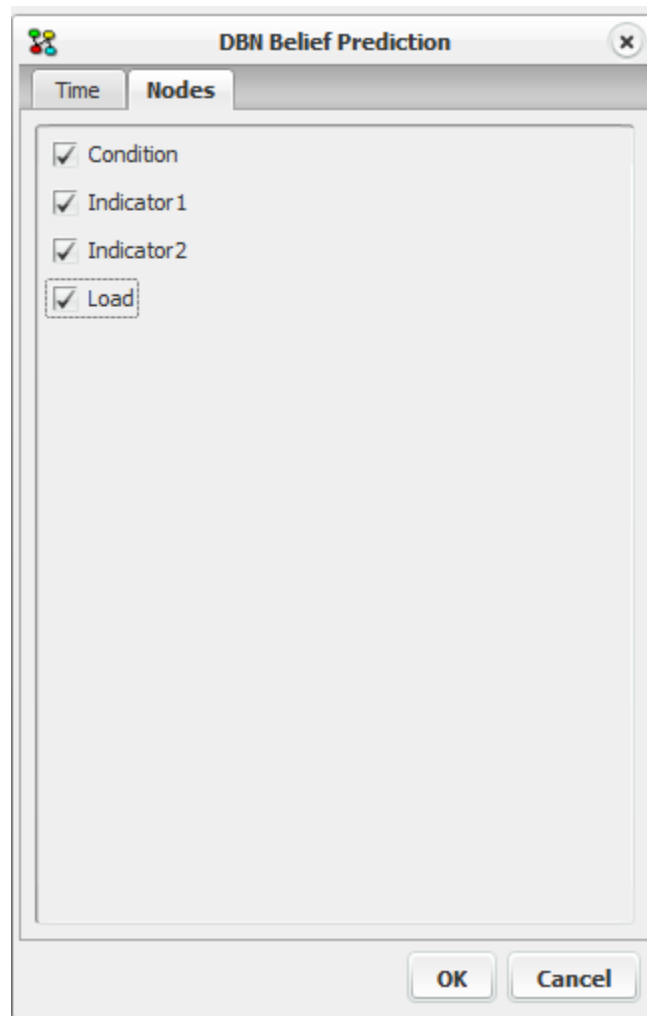 DBN Belief Prediction
Time Nodes
Condition
Indicator1
Indicator2
Load
OK Cancel